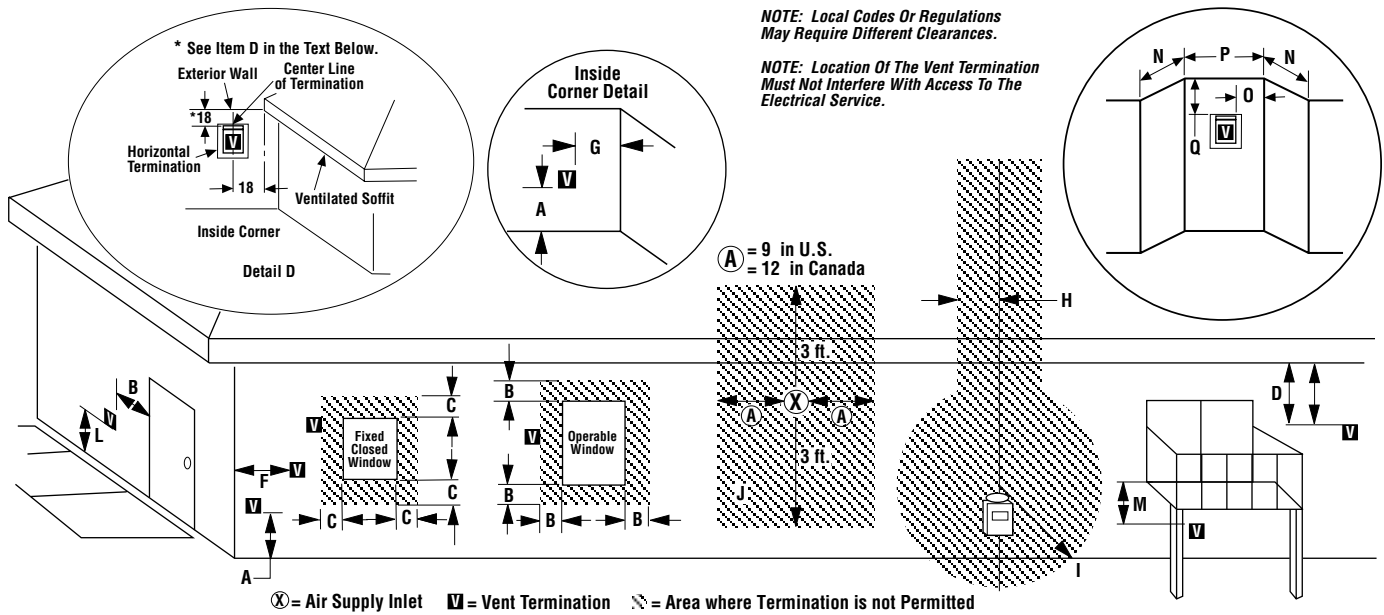 * See Item D in the Text Below.
Exterior Wall
Center Line
of Termination
*18
V
Horizontal
Termination
18
Ventilated Soffit
Inside Corner
Detail D
Inside
Corner Detail
G
V
A
NOTE: Local Codes Or Regulations
May Require Different Clearances.
NOTE: Location Of The Vent Termination
Must Not Interfere With Access To The
Electrical Service.
N
P
N
O
V
Q
A = 9 in U.S.
= 12 in Canada
H
3 ft.
A
X
A
3 ft.
J
I
B
V
L
F
V
V
A
V
C
Fixed
Closed
Window
C
C
C
B
V
Operable
Window
B
B
B
D
V
M
V
X = Air Supply Inlet
V = Vent Termination
= Area where Termination is not Permitted